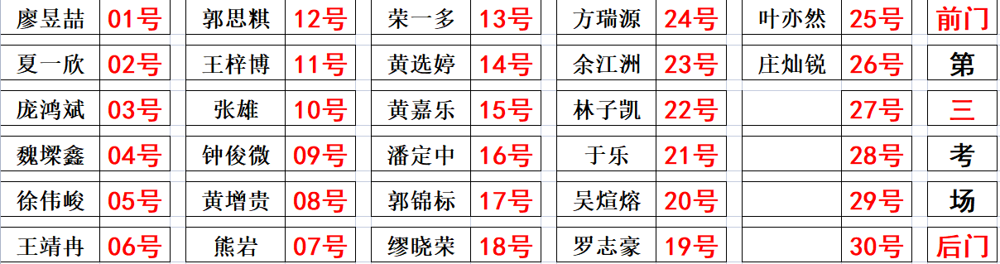 廖昱喆 01号 郭思粸 12号 荣一多 13号 方瑞源 24号 叶亦然 25号 前门
夏一欣 02号 王梓博 11号 黄选婷 14号 余江洲 23号 庄灿锐 26号 第
庞鸿斌 03号 张雄 10号 黄嘉乐 15号 林子凯 22号 27号 三
魏墚鑫 04号 钟俊微 09号 潘定中 16号 于乐 21号 28号 考
徐伟峻 05号 黄增贵 08号 郭锦标 17号 吴煊熔 20号 29号 场
王靖冉 06号 熊岩 07号 缪晓荣 18号 罗志豪 19号 30号 后门